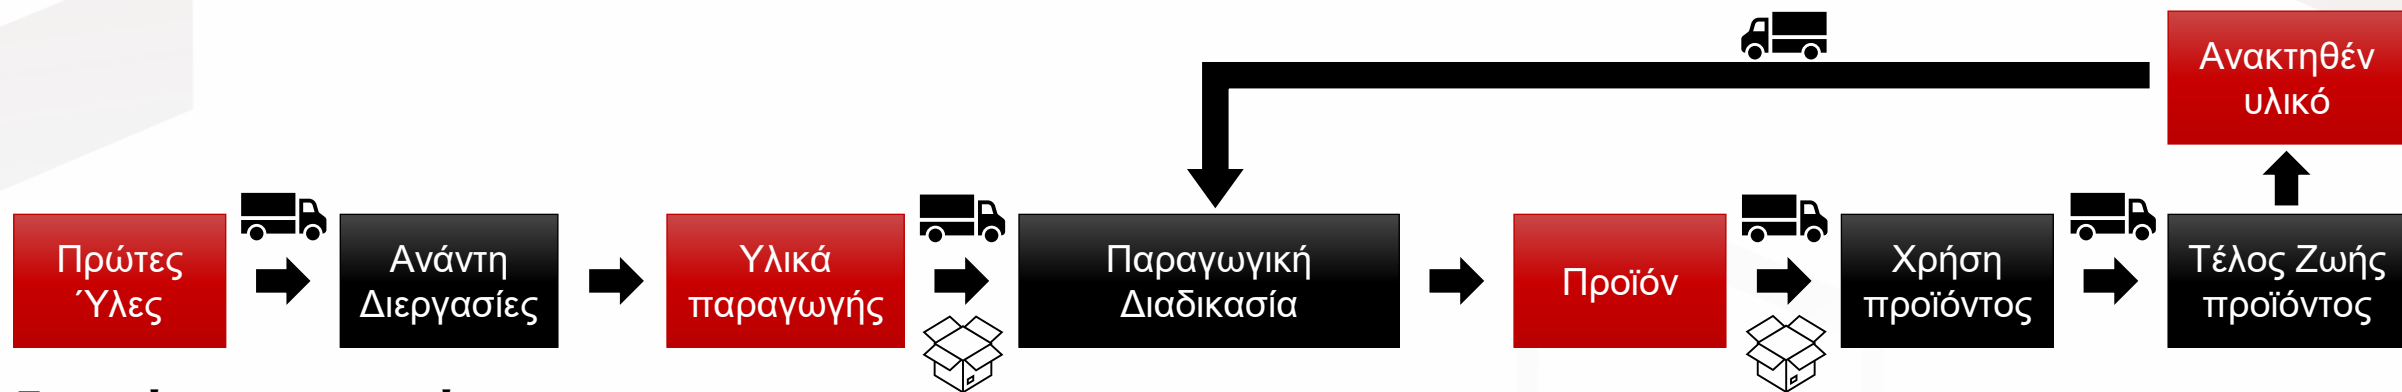 Ανακτηθέν
υλικό
Πρώτες
Ύλες
Ανάντη
Διεργασίες
Υλικά
παραγωγής
Παραγωγική
Διαδικασία
Προϊόν
Χρήση
προϊόντος
Τέλος Ζωής
προϊόντος